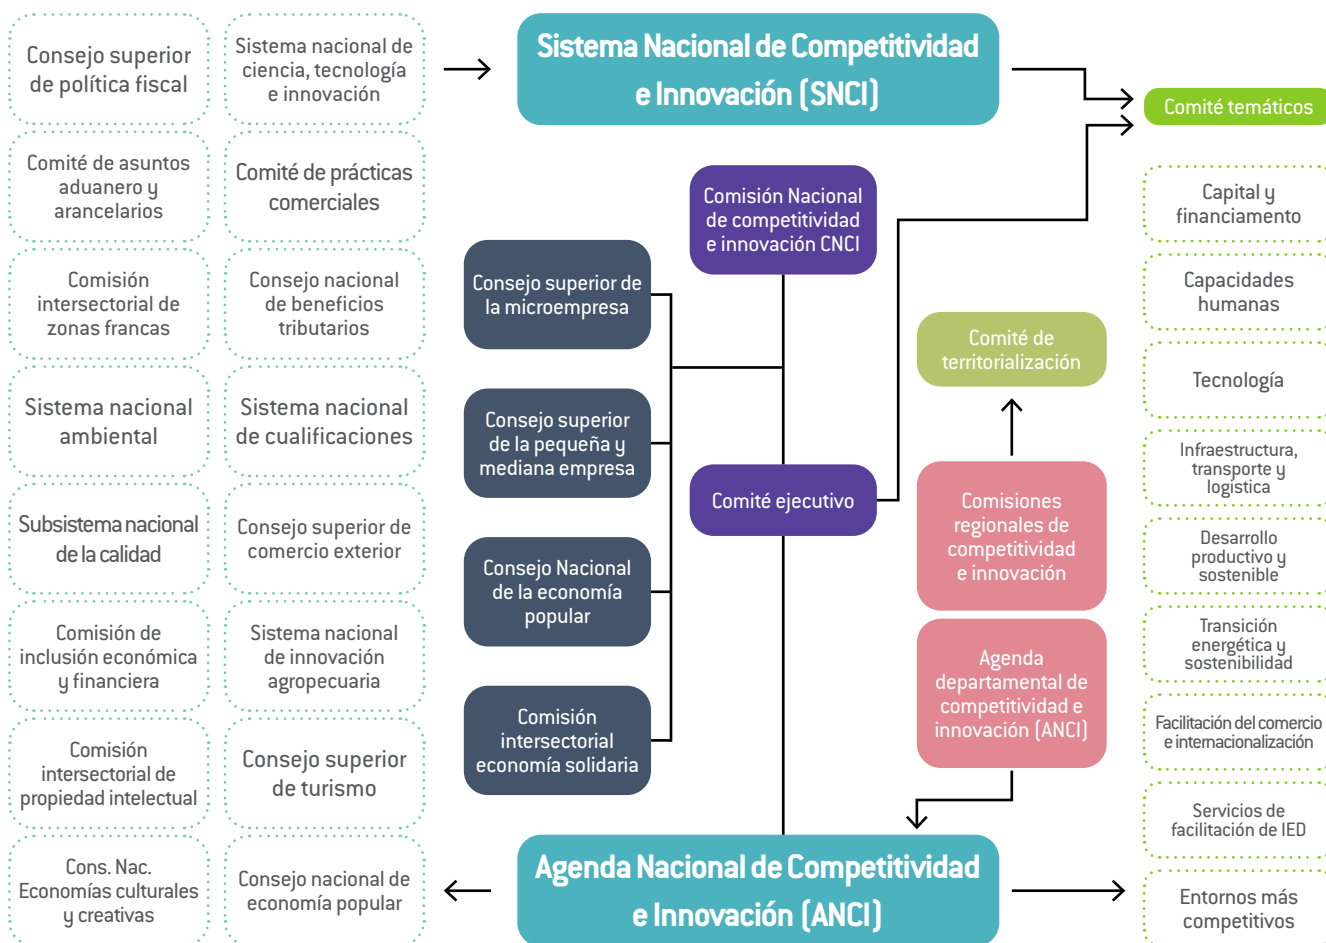 Consejo superior
de política fiscal
Sistema nacional de
ciencia, tecnología
e innovación
Sistema Nacional de Competitividad
e Innovación (SNCI)
Comité temáticos
Comité de asuntos
aduanero y
arancelarios
Comité de prácticas
comerciales
Comisión Nacional
de competitividad
e innovación CNCI
Capital y
financiamento
Comisión
intersectorial de
zonas francas
Consejo nacional
de beneficios
tributarios
Consejo superior de
la microempresa
Comité de
territorialización
Capacidades
humanas
Sistema nacional
ambiental
Sistema nacional
de cualificaciones
Consejo superior
de la pequeña y
mediana empresa
Tecnología
Comité ejecutivo
Comisiones
regionales de
competitividad
e innovación
Infraestructura,
transporte y
logística
Subsistema nacional
de la calidad
Consejo superior de
comercio exterior
Consejo Nacional
de la economía
popular
Desarrollo
productivo y
sostenible
Comisión de
inclusión económica
y financiera
Sistema nacional
de innovación
agropecuaria
Agenda
departamental de
competitividad e
innovación (ANCI)
Transición
energética y
sostenibilidad
Comisión
intersectorial de
propiedad intelectual
Consejo superior
de turismo
Comisión
intersectorial
economía solidaria
Facilitación del comercio
e internacionalización
Servicios de
facilitación de IED
Cons. Nac.
Economías culturales
y creativas
Consejo nacional de
economía popular
Agenda Nacional de Competitividad
e Innovación (ANCI)
Entornos más
competitivos